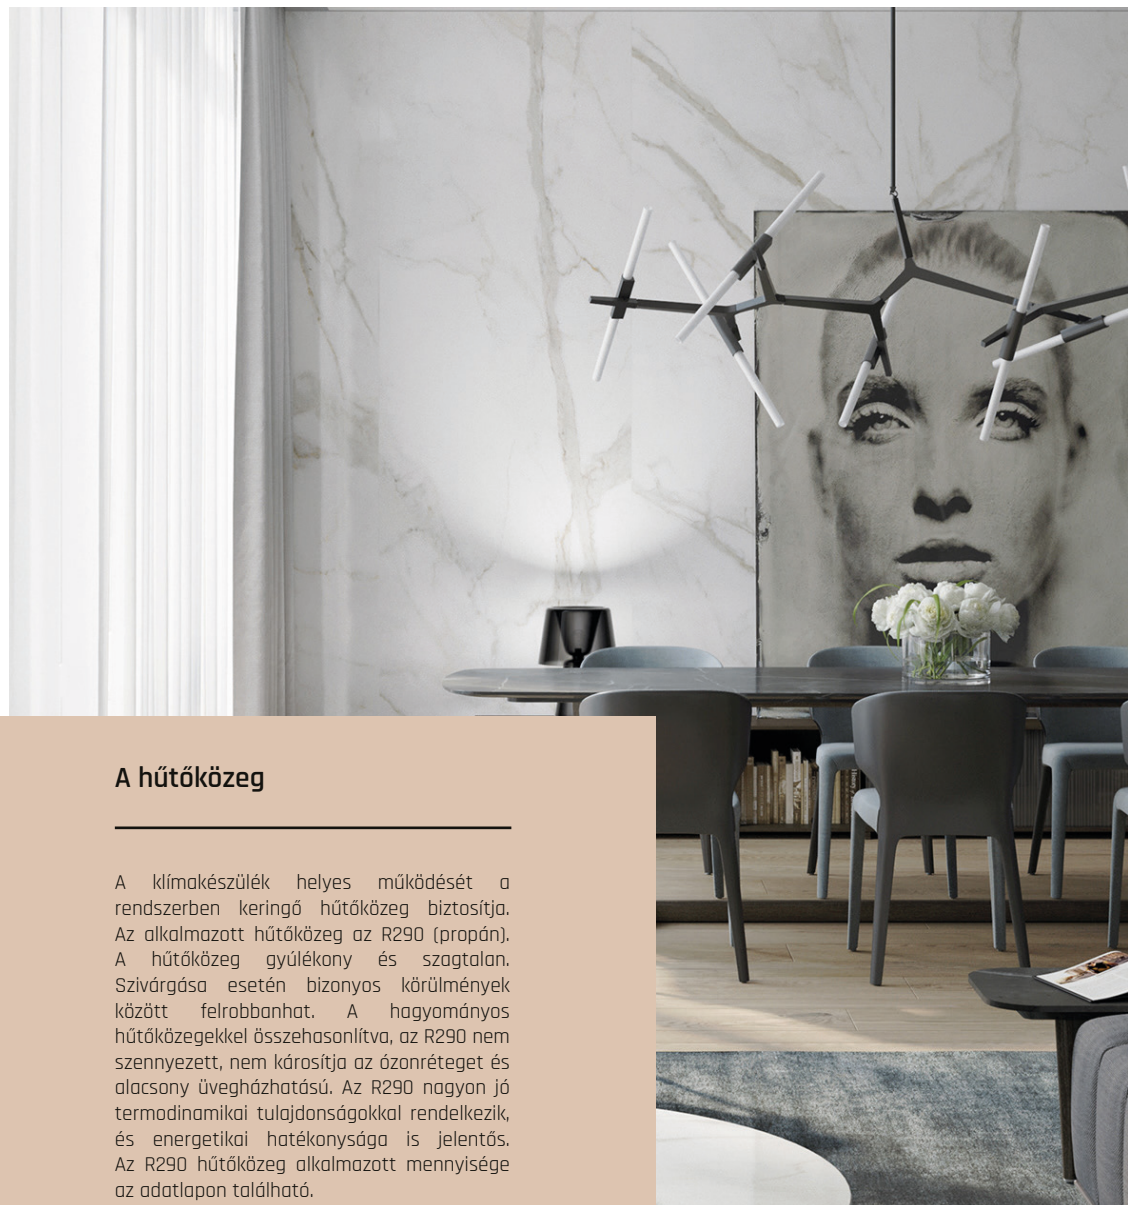 A hűtőközeg
A klímakészülék helyes működését a
rendszerben keringő hűtőközeg biztosítja.
Az alkalmazott hűtőközeg az R290 (propán).
A hűtőközeg gyúlékony és szagtalan.
Szivárgása esetén bizonyos körülmények
között felrobbanhat. A hagyományos
hűtőközegekkel összehasonlítva, az R290 nem
szennyezett, nem károsítja az ózonréteget és
alacsony üvegházhatású. Az R290 nagyon jó
termodinamikai tulajdonságokkal rendelkezik,
és energetikai hatékonysága is jelentős.
Az R290 hűtőközeg alkalmazott mennyisége
az adatlapon található.